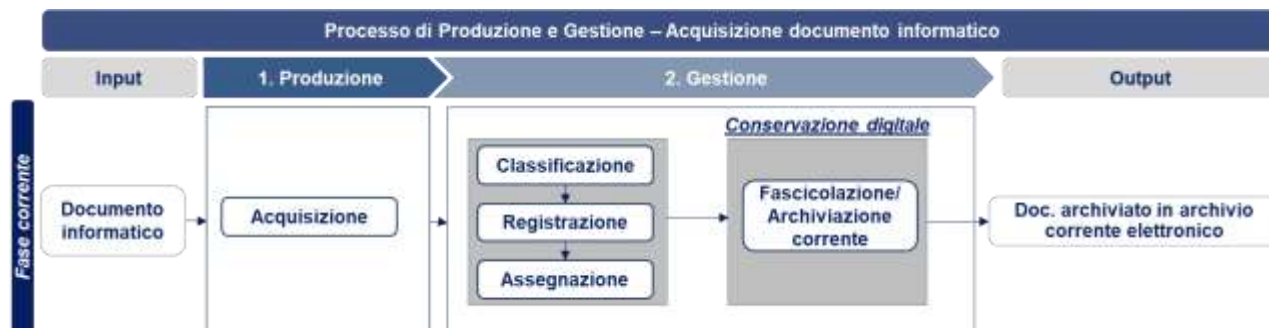 Processo di Produzione e Gestione – Acquisizione documento informatico
Input
1. Produzione
2. Gestione
Output
Fase corrente
Documento
informatico
Acquisizione
Classificazione
Registrazione
Assegnazione
Conservazione digitale
Fascicolazione/
Archiviazione
corrente
Doc. archiviato in archivio
corrente elettronico